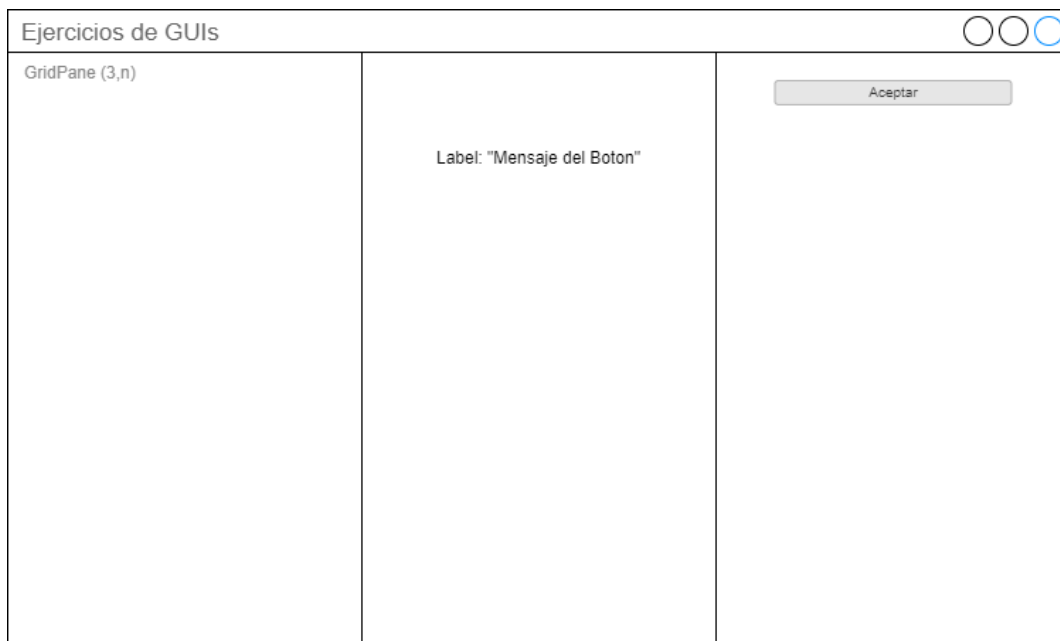 Ejercicios de GUIs
GridPane (3,n)
Aceptar
Label: "Mensaje del Boton"